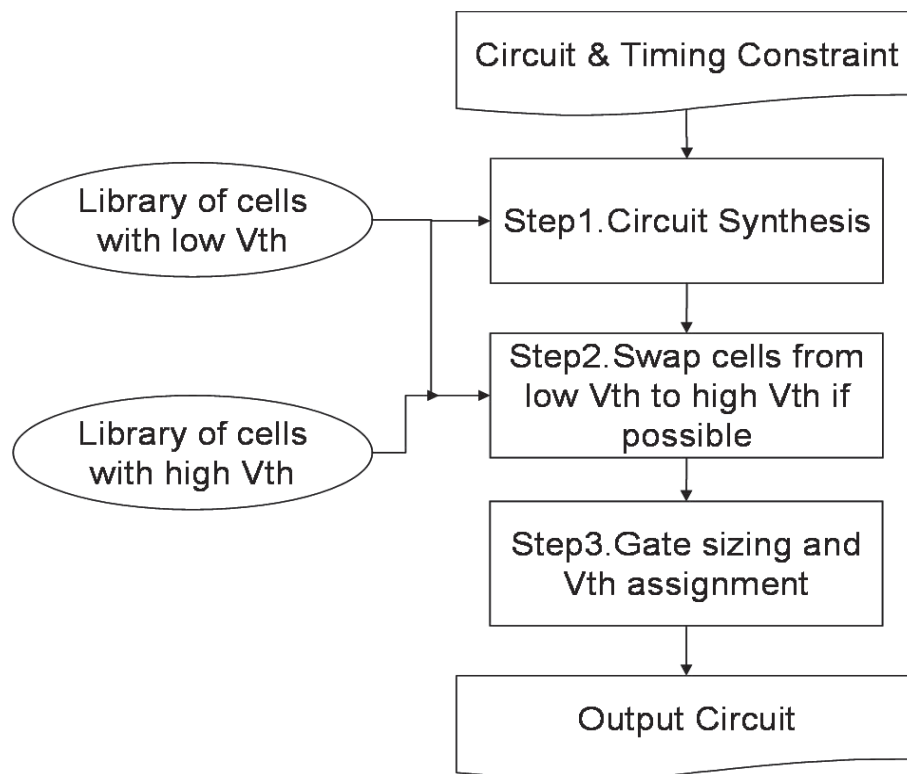 Circuit & Timing Constraint
Library of cells
with low Vth
Step1.Circuit Synthesis
Step2.Swap cells from
low Vth to high Vth if
possible
Library of cells
with high Vth
Step3.Gate sizing and
Vth assignment
Output Circuit